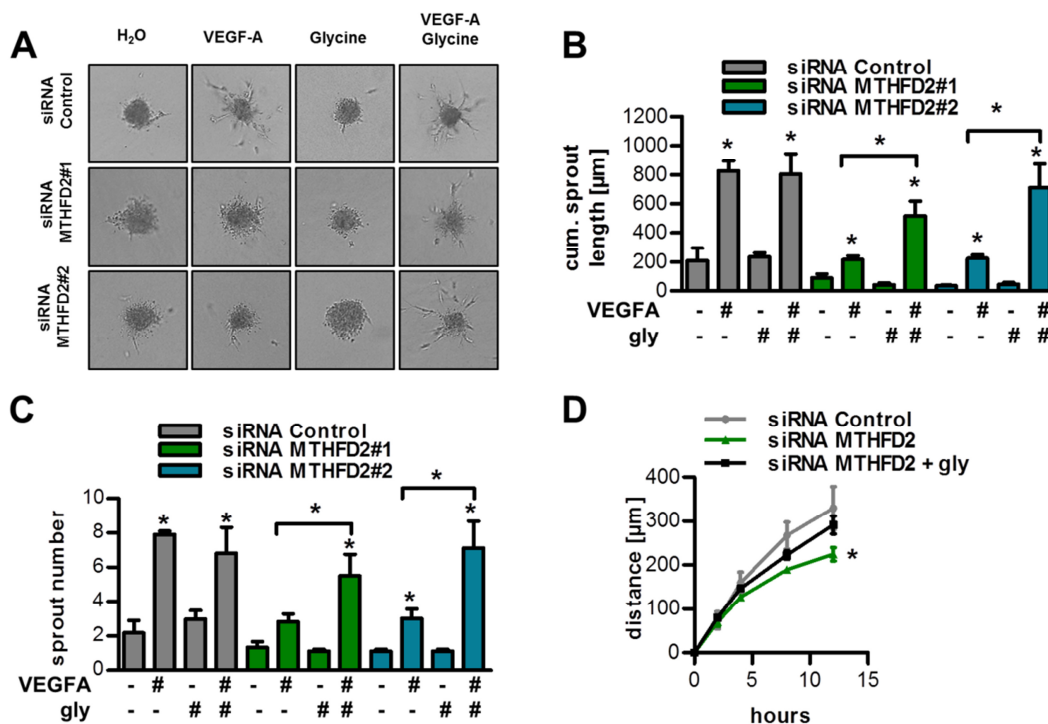 A
H₂O VEGF-A Glycine VEGF-A Glycine
siRNA Control
siRNA MTHFD2#1
siRNA MTHFD2#2
B
siRNA Control
siRNA MTHFD2#1
siRNA MTHFD2#2
cum. sprout length [µm]
1200
1000
800
600
400
200
0
* * * * * * * *
VEGFA - # - # - # - # - # - #
gly - - # # - - # # - - # #
C
siRNA Control
siRNA MTHFD2#1
siRNA MTHFD2#2
sprout number
10
8
6
4
2
0
* * * * * * *
VEGFA - # - # - # - # - # - #
gly - - # # - - # # - - # #
D
siRNA Control
siRNA MTHFD2
siRNA MTHFD2 + gly
distance [µm]
400
300
200
100
0
*
0 5 10 15
hours